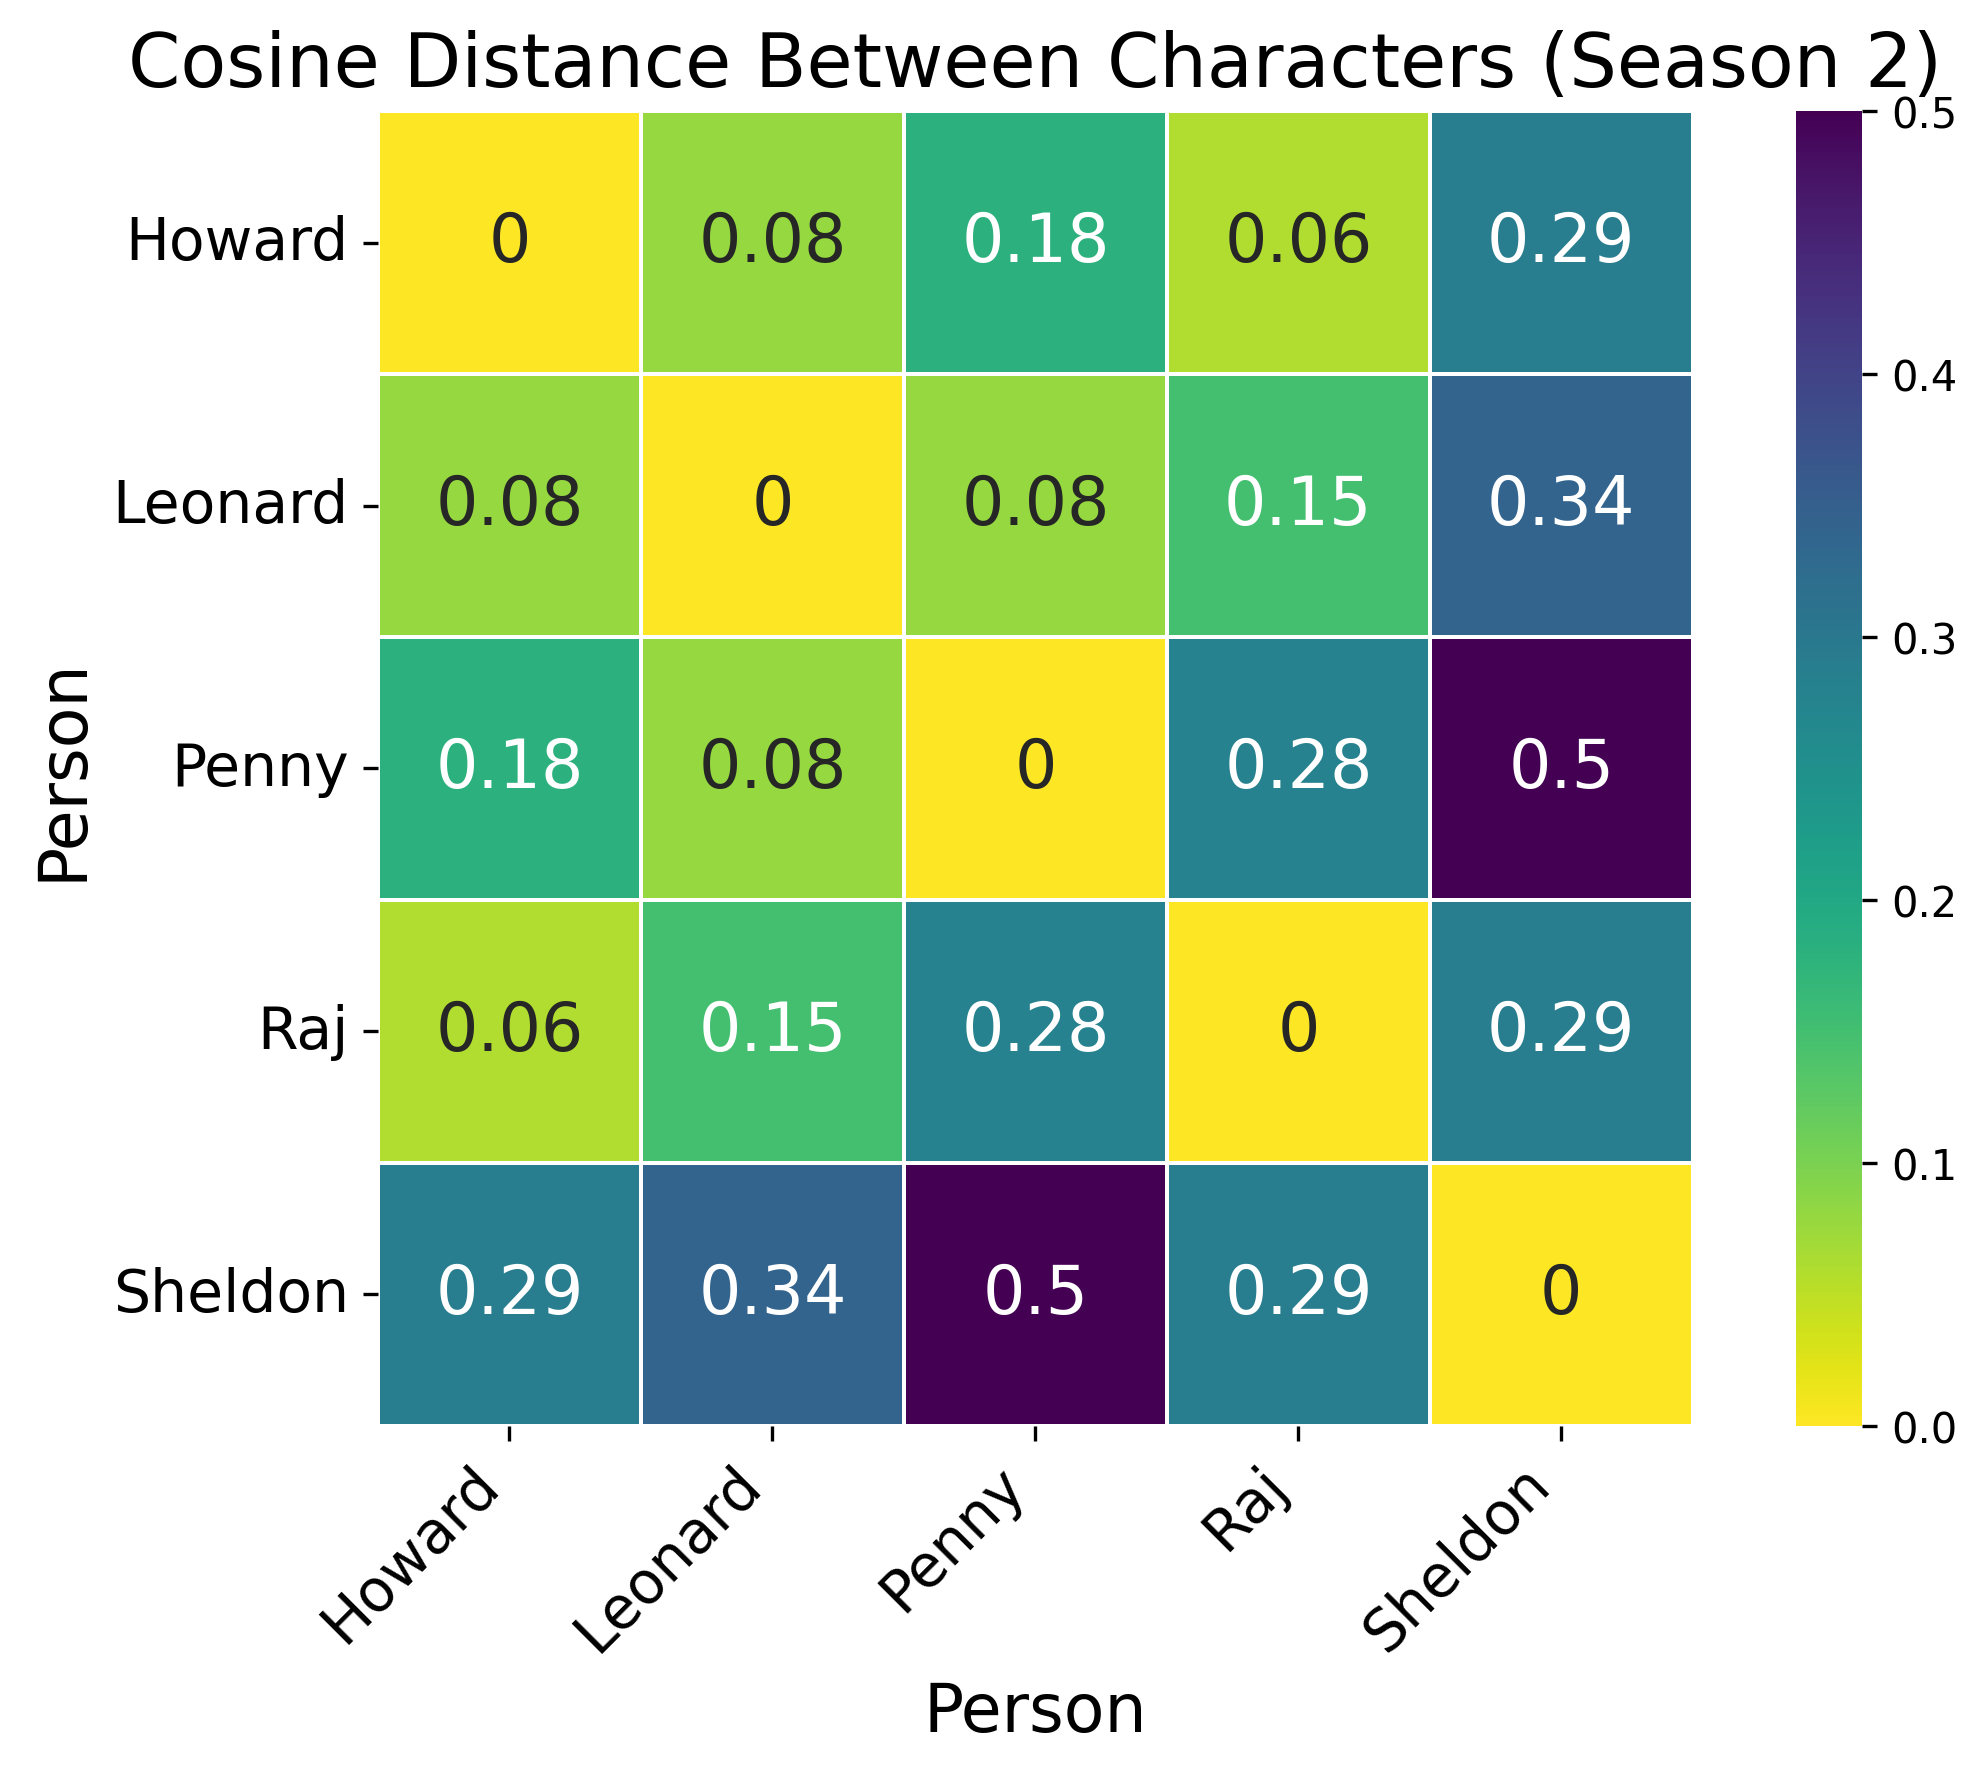 Cosine Distance Between Characters (Season 2)
Howard 0 0.08 0.18 0.06 0.29
Leonard 0.08 0 0.08 0.15 0.34
Penny 0.18 0.08 0 0.28 0.5
Raj 0.06 0.15 0.28 0 0.29
Sheldon 0.29 0.34 0.5 0.29 0
Person
Howard Leonard Penny Raj Sheldon
Person
0.5
0.4
0.3
0.2
0.1
0.0